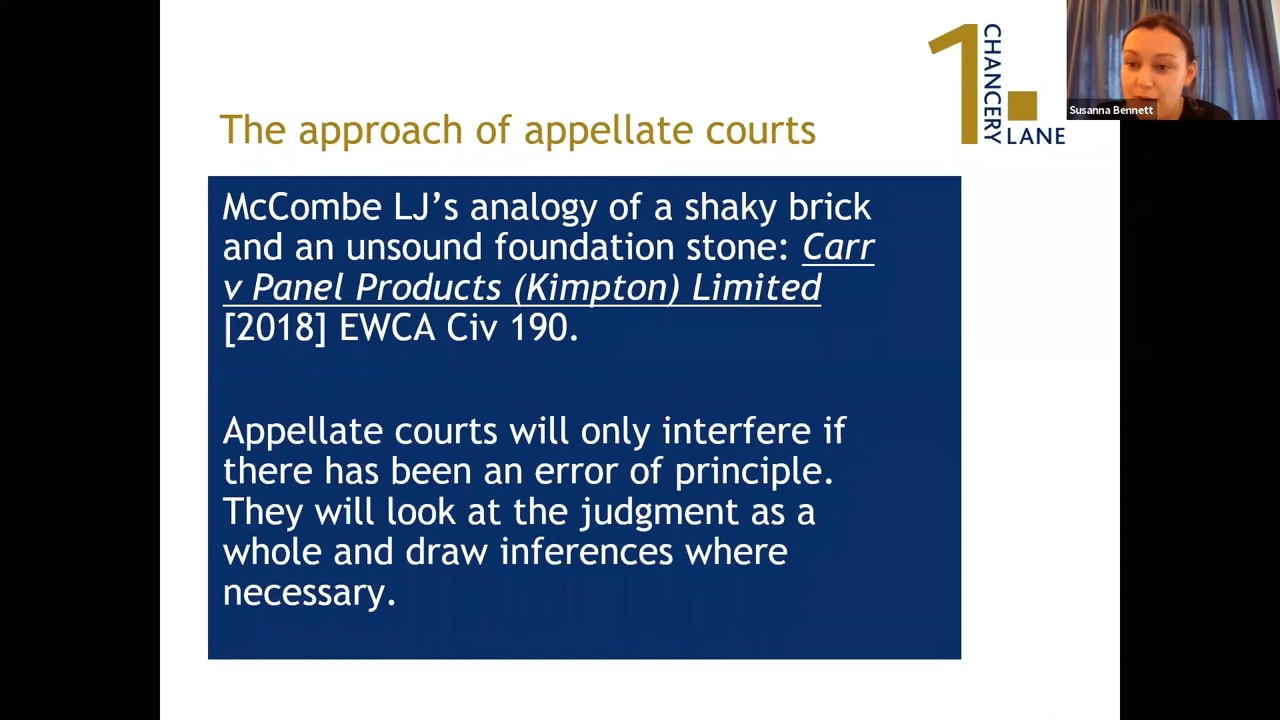 1 CHANCERY LANE
Susanna Bennett
The approach of appellate courts
McCombe LJ’s analogy of a shaky brick
and an unsound foundation stone: Carr
v Panel Products (Kimpton) Limited
[2018] EWCA Civ 190.
Appellate courts will only interfere if
there has been an error of principle.
They will look at the judgment as a
whole and draw inferences where
necessary.